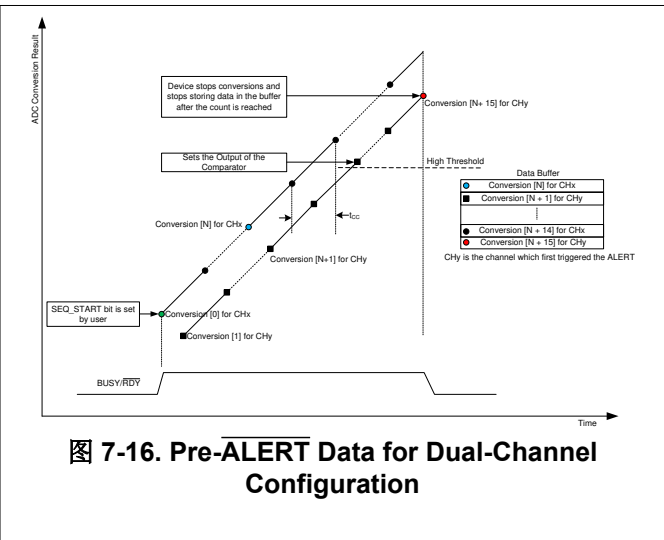 ADC Conversion Result
Device stops conversions and
stops storing data in the buffer
after the count is reached
Conversion [N+ 15] for CHy
Sets the Output of the
Comparator
High Threshold
Data Buffer
Conversion [N] for CHx
Conversion [N + 1] for CHy
Conversion [N + 14] for CHx
Conversion [N + 15] for CHy
CHy is the channel which first triggered the ALERT
tCC
Conversion [N] for CHx
Conversion [N+1] for CHy
SEQ_START bit is set
by user
Conversion [0] for CHx
Conversion [1] for CHy
BUSY/RDY
Time
图 7-16. Pre-ALERT Data for Dual-Channel
Configuration